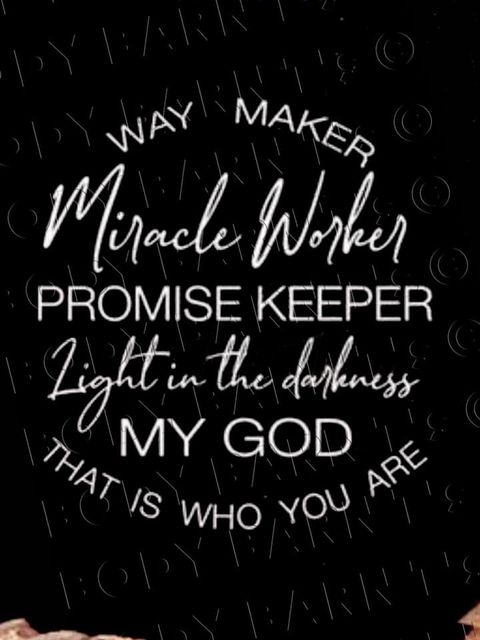 WAY MAKER
Miracle Worker
PROMISE KEEPER
Light in the darkness
MY GOD
THAT IS WHO YOU ARE